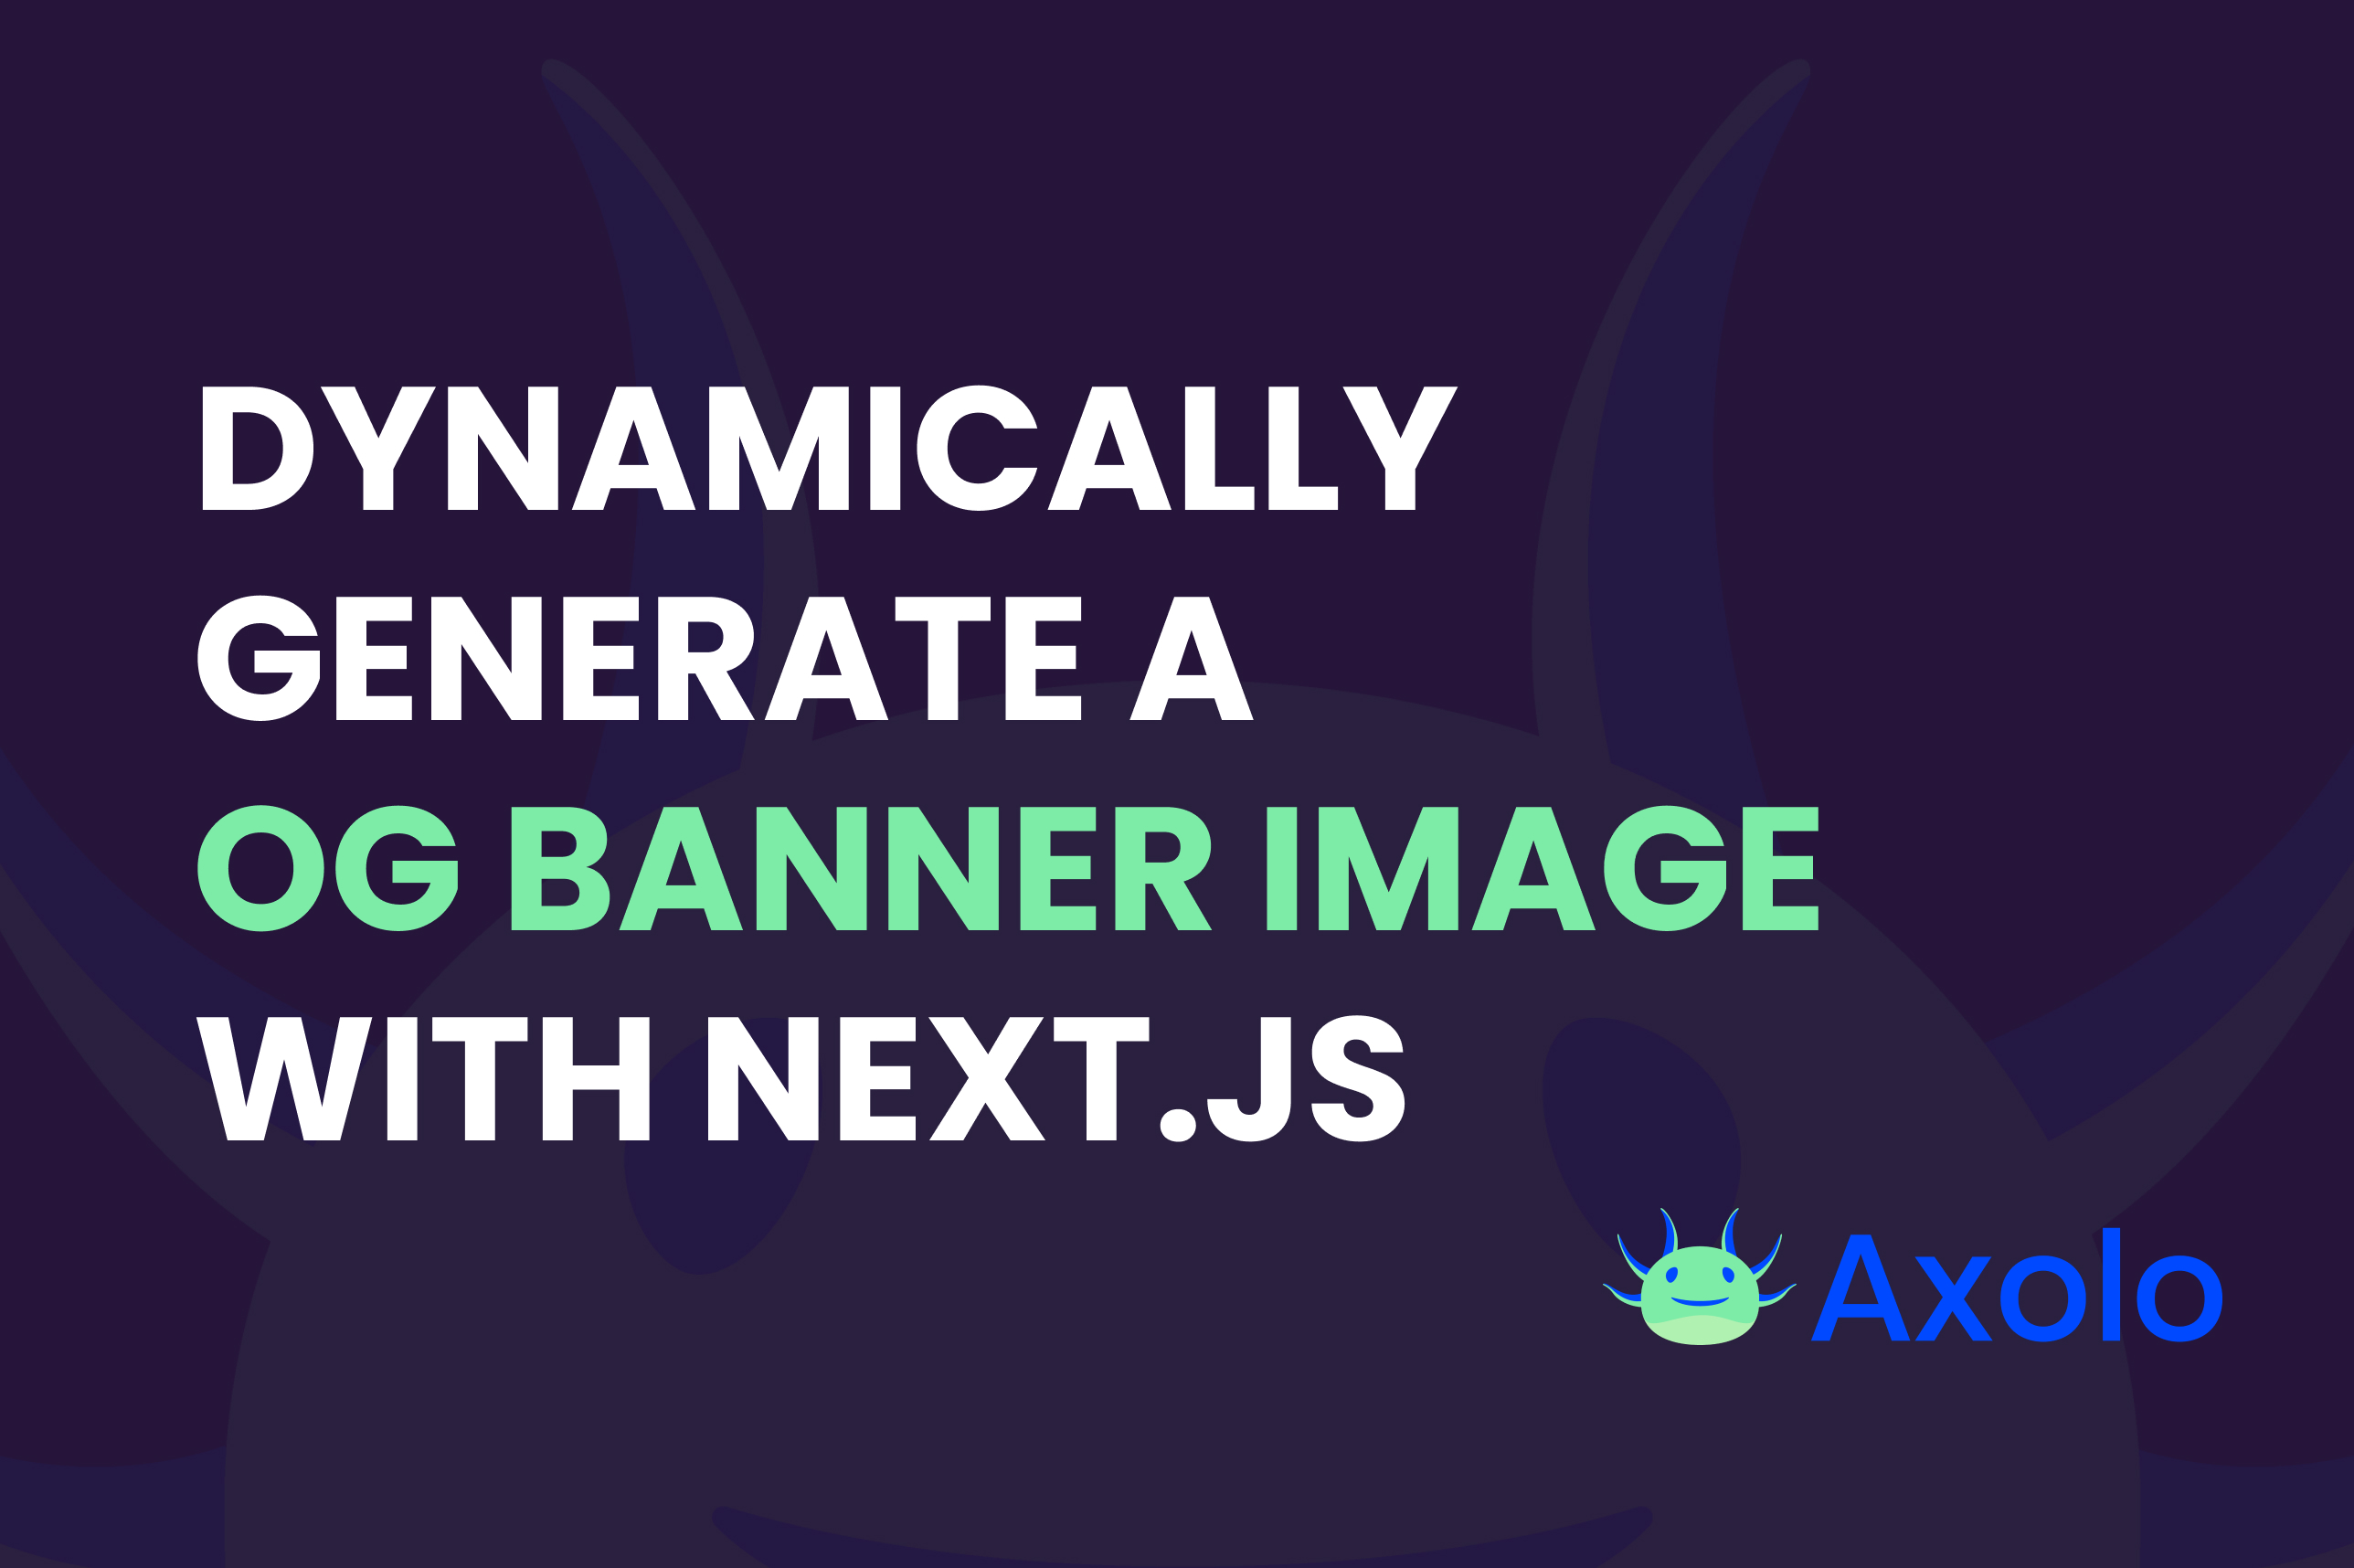 DYNAMICALLY
GENERATE A
OG BANNER IMAGE
WITH NEXT.JS
Axolo